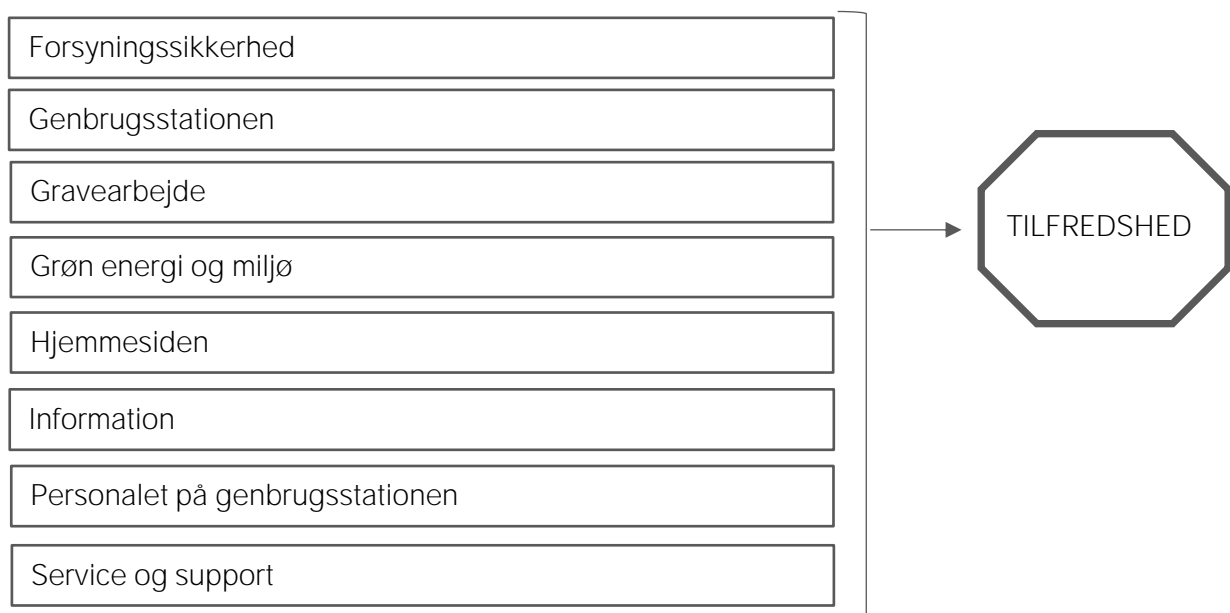 Forsyningssikkerhed
Genbrugsstationen
Gravearbejde
Grøn energi og miljø
Hjemmesiden
Information
Personalet på genbrugsstationen
Service og support
TILFREDSHED